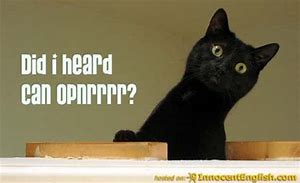 Did i heard
can opnrrrr?
hosted on: InnocentEnglish.com